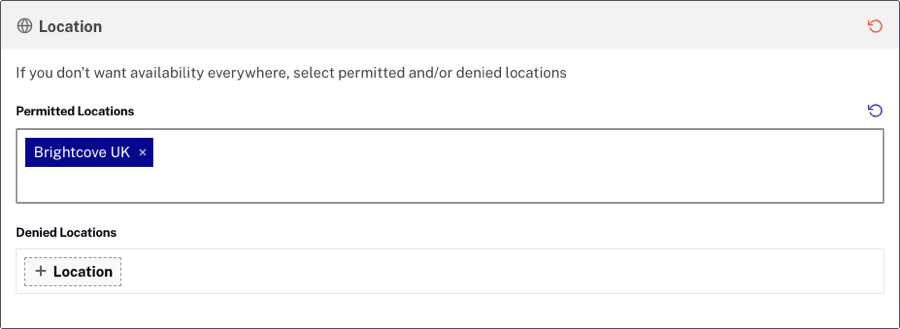 Location
If you don't want availability everywhere, select permitted and/or denied locations
Permitted Locations
Brightcove UK ×
Denied Locations
+ Location